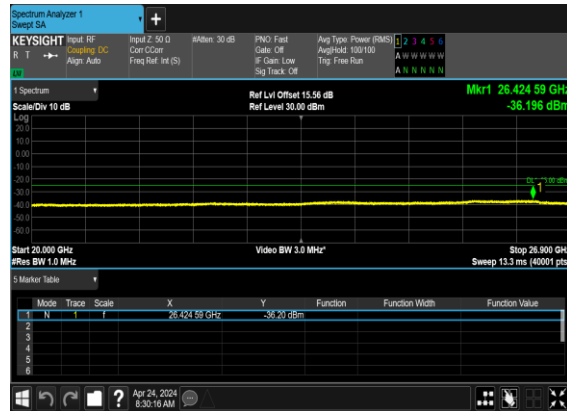 Spectrum Analyzer 1
Swept SA
KEYSIGHT Input: RF Input Z: 50 Ω #Atten: 30 dB PNO: Fast Avg Type: Power (RMS) 1 2 3 4 5 6
R T Coupling: DC Corr CCorr Gate: Off Avg|Hold: 100/100 A W W W W W
Align: Auto Freq Ref: Int (S) IF Gain: Low Trig: Free Run
Sig Track: Off A N N N N N
1 Spectrum Ref Lvl Offset 15.56 dB Mkr1 26.424 59 GHz
Scale/Div 10 dB Ref Level 30.00 dBm -36.196 dBm
Log
20.0
10.0
0.00
-10.0
-20.0
-30.0
1
-40.0
-50.0
-60.0
Start 20.000 GHz Video BW 3.0 MHz* Stop 26.900 GHz
#Res BW 1.0 MHz Sweep 13.3 ms (40001 pts)
5 Marker Table
Mode Trace Scale X Y Function Function Width Function Value
1 N 1 f 26.424 59 GHz -36.20 dBm
2
3
4
5
6
? Apr 24, 2024
8:30:16 AM